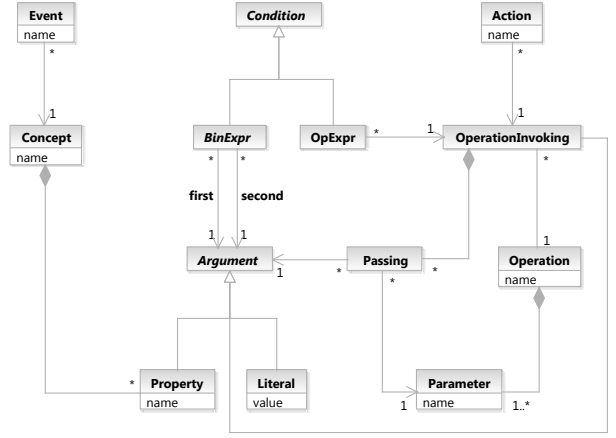 Event
Condition
Action
name
name
*
*
1
1
Concept
BinExpr
OpExpr
*
1
OperationInvoking
name
*
*
*
first
second
1
1
1
Argument
1
*
Passing
*
Operation
*
name
Property
Literal
Parameter
*
name
value
1
name
1..*